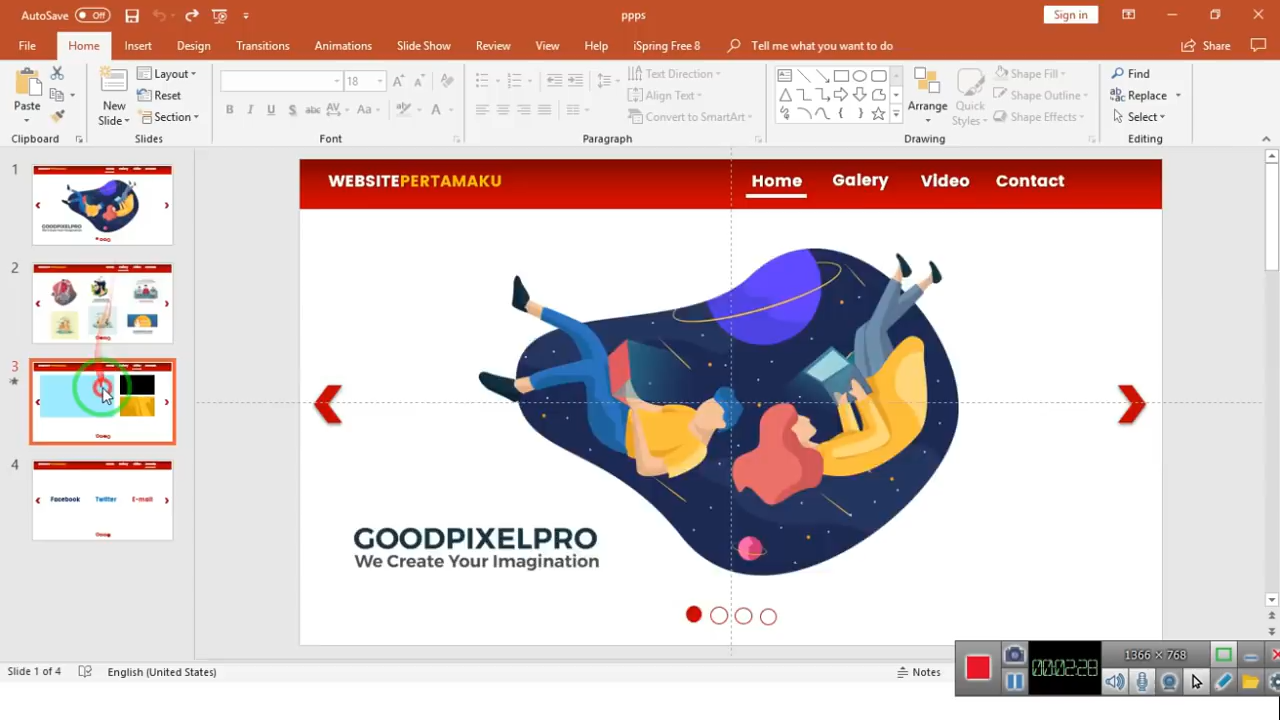 AutoSave Off
ppps
Sign in
File Home Insert Design Transitions Animations Slide Show Review View Help iSpring Free 8 Tell me what you want to do Share
Paste
New
Slide
Layout
Reset
Section
18
Text Direction
Align Text
Convert to SmartArt
Arrange
Quick
Styles
Shape Fill
Shape Outline
Shape Effects
Find
Replace
Select
Clipboard Slides Font Paragraph Drawing Editing
1
2
3
4
Facebook Twitter E-mail
WEBSITEPERTAMAKU Home Galery Video Contact
GOODPIXELPRO
We Create Your Imagination
Slide 1 of 4 English (United States) Notes
1366 × 768
00:02:28